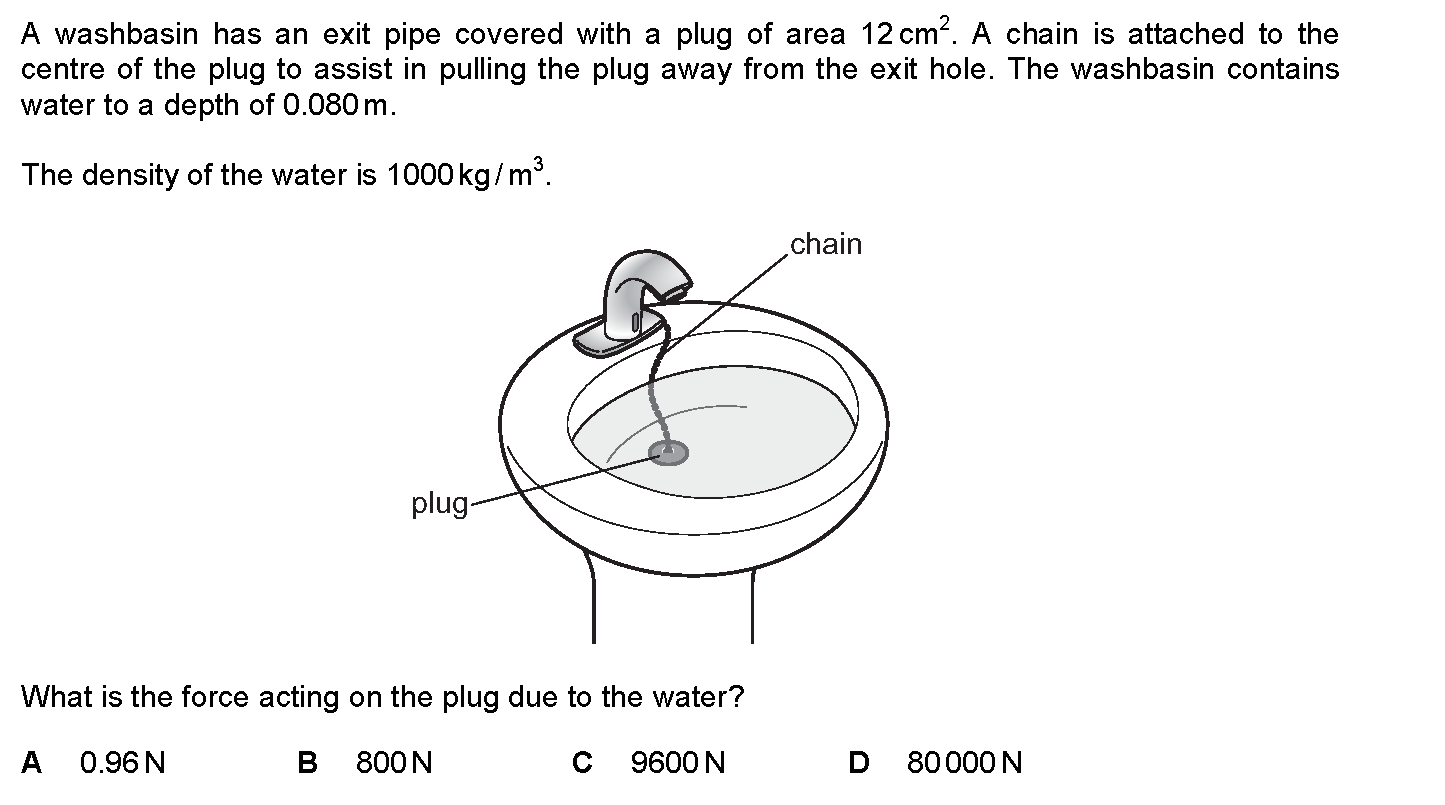 A washbasin has an exit pipe covered with a plug of area 12 cm². A chain is attached to the
centre of the plug to assist in pulling the plug away from the exit hole. The washbasin contains
water to a depth of 0.080 m.
The density of the water is 1000 kg / m³.
chain
plug
What is the force acting on the plug due to the water?
A 0.96 N B 800 N C 9600 N D 80 000 N